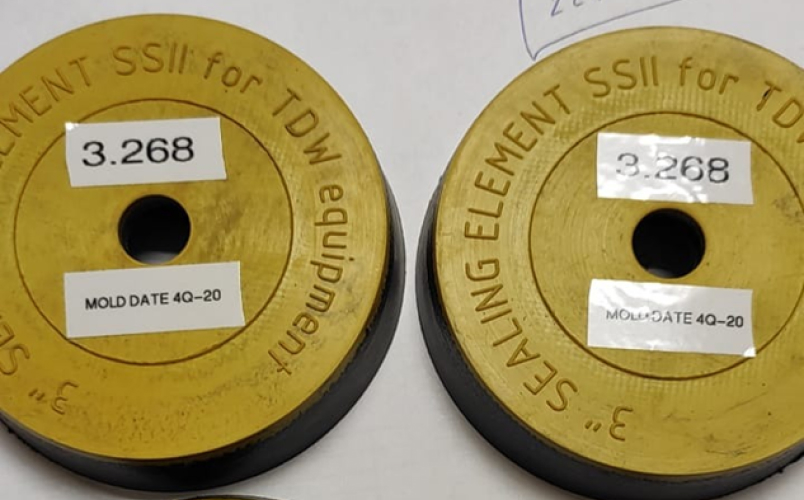 3" SEALING ELEMENT SSII for TDW equipment
3.268
MOLD DATE 4Q-20
3" SEALING ELEMENT SSII for TDW
3.268
MOLD DATE 4Q-20